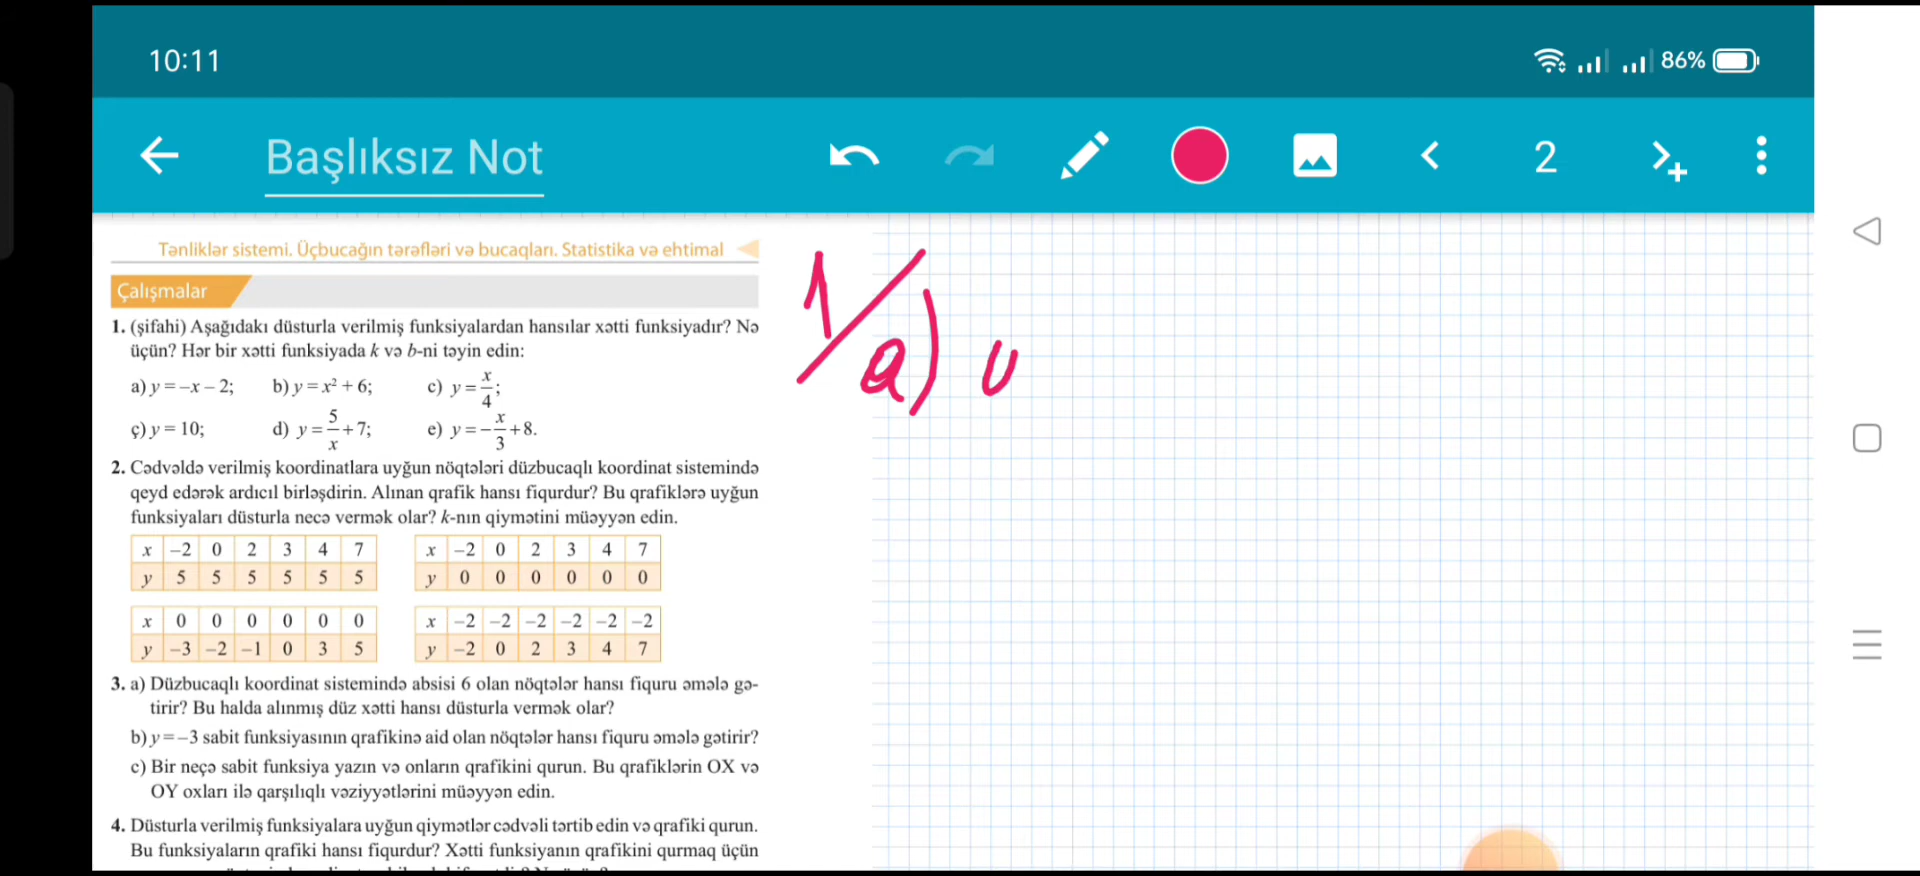 10:11
86%
Başlıksız Not
2
Tənliklər sistemi. Üçbucağın tərəfləri və bucaqları. Statistika və ehtimal
Çalışmalar
1. (şifahi) Aşağıdakı düsturla verilmiş funksiyalardan hansılar xətti funksiyadır? Nə
üçün? Hər bir xətti funksiyada k və b-ni təyin edin:
a) y = –x – 2; b) y = x² + 6; c) y = x/4;
ç) y = 10; d) y = 5/x + 7; e) y = –x/3 + 8.
2. Cədvəldə verilmiş koordinatlara uyğun nöqtələri düzbucaqlı koordinat sistemində
qeyd edərək ardıcıl birləşdirin. Alınan qrafik hansı fiqurdur? Bu qrafiklərə uyğun
funksiyaları düsturla necə vermək olar? k-nın qiymətini müəyyən edin.
x –2 0 2 3 4 7
y 5 5 5 5 5 5
x –2 0 2 3 4 7
y 0 0 0 0 0 0
x 0 0 0 0 0 0
y –3 –2 –1 0 3 5
x –2 –2 –2 –2 –2 –2
y –2 0 2 3 4 7
3. a) Düzbucaqlı koordinat sistemində absisi 6 olan nöqtələr hansı fiquru əmələ gə-
tirir? Bu halda alınmış düz xətti hansı düsturla vermək olar?
b) y = –3 sabit funksiyasının qrafikinə aid olan nöqtələr hansı fiquru əmələ gətirir?
c) Bir neçə sabit funksiya yazın və onların qrafikini qurun. Bu qrafiklərin OX və
OY oxları ilə qarşılıqlı vəziyyətlərini müəyyən edin.
4. Düsturla verilmiş funksiyalara uyğun qiymətlər cədvəli tərtib edin və qrafiki qurun.
Bu funksiyaların qrafiki hansı fiqurdur? Xətti funksiyanın qrafikini qurmaq üçün
1/a)